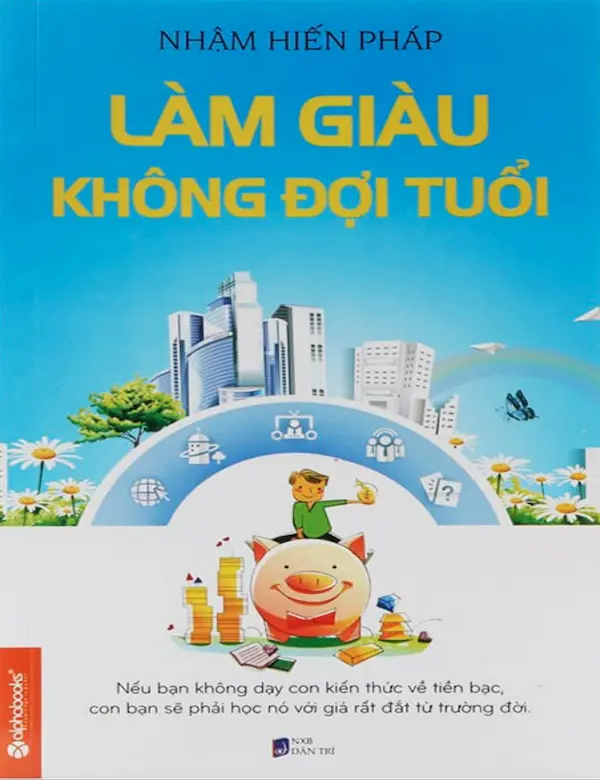 NHẬM HIẾN PHÁP
LÀM GIÀU
KHÔNG ĐỢI TUỔI
Nếu bạn không dạy con kiến thức về tiền bạc,
con bạn sẽ phải học nó với giá rất đắt từ trường đời.
alphabooks®
NXB
DÂN TRÍ